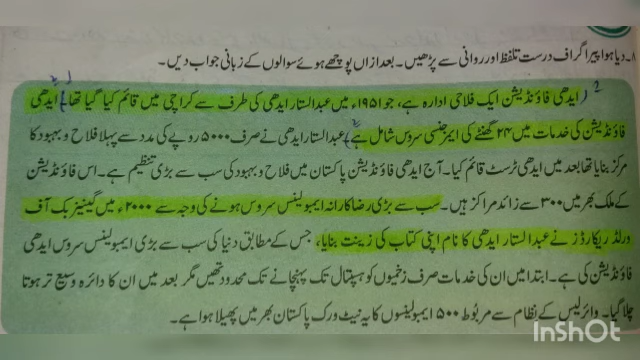 ۸۔ دیا ہوا پیراگراف درست تلفظ اور روانی سے پڑھیں۔ بعد ازاں پوچھے ہوئے سوالوں کے زبانی جواب دیں۔
ایدھی فاؤنڈیشن ایک فلاحی ادارہ ہے، جو ۱۹۵۱ء میں عبدالستار ایدھی کی طرف سے کراچی میں قائم کیا گیا تھا۔ ایدھی
فاؤنڈیشن کی خدمات میں ۲۴ گھنٹے کی ایمرجنسی سروس شامل ہے۔ عبدالستار ایدھی نے صرف ۵۰۰۰ روپے کی مدد سے پہلا فلاح و بہبود کا
مرکز بنایا تھا بعد میں ایدھی ٹرسٹ قائم کیا۔ آج ایدھی فاؤنڈیشن پاکستان میں فلاح و بہبود کی سب سے بڑی تنظیم ہے۔ اس فاؤنڈیشن
کے ملک بھر میں ۳۰۰ سے زائد مراکز ہیں۔ سب سے بڑی رضاکارانہ ایمبولینس سروس ہونے کی وجہ سے ۲۰۰۰ء میں گینیز بک آف
ورلڈ ریکارڈز نے عبدالستار ایدھی کا نام اپنی کتاب کی زینت بنایا، جس کے مطابق دنیا کی سب سے بڑی ایمبولینس سروس ایدھی
فاؤنڈیشن کی ہے۔ ابتدا میں ان کی خدمات صرف زخمیوں کو ہسپتال تک پہنچانے تک محدود تھیں مگر بعد میں ان کا دائرہ وسیع تر ہوتا
چلا گیا۔ وائرلیس کے نظام سے مربوط ۵۰۰ ایمبولینسوں کا یہ نیٹ ورک پاکستان بھر میں پھیلا ہوا ہے۔
InShOt